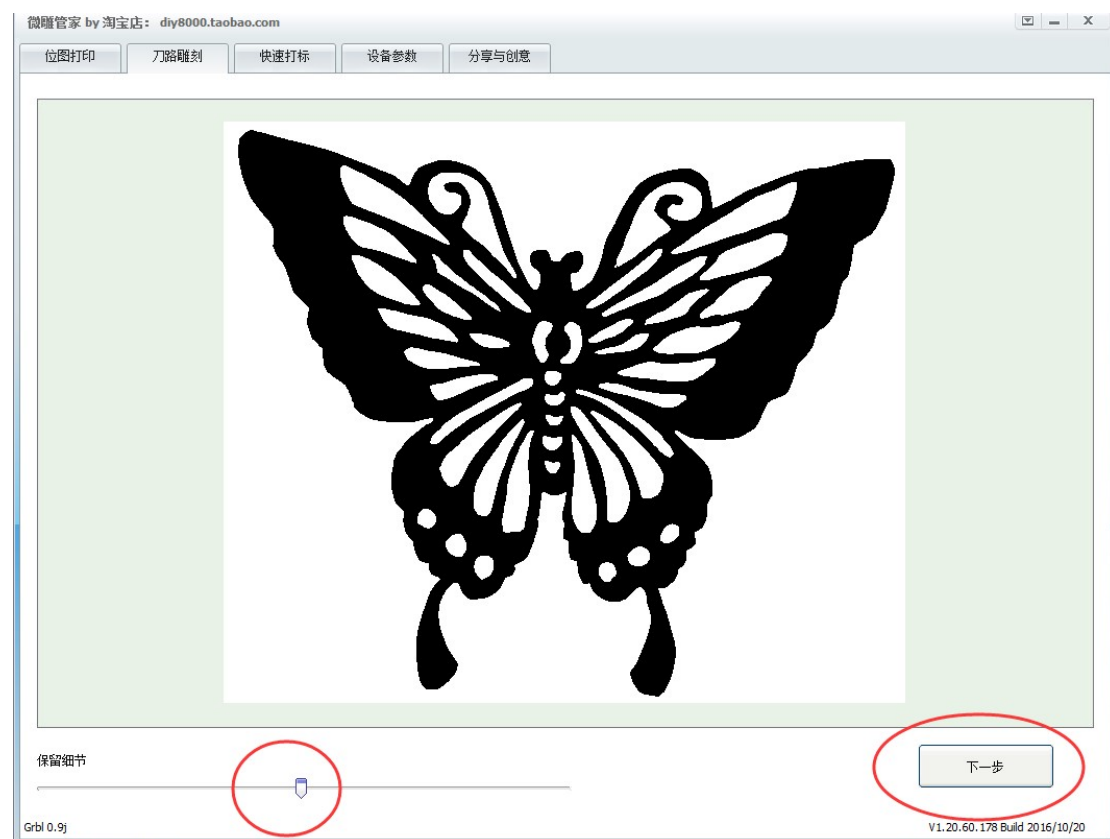 微雕管家 by 淘宝店： diy8000.taobao.com
位图打印 刀路雕刻 快速打标 设备参数 分享与创意
保留细节
下一步
Grbl 0.9j
V1.20.60.178 Build 2016/10/20